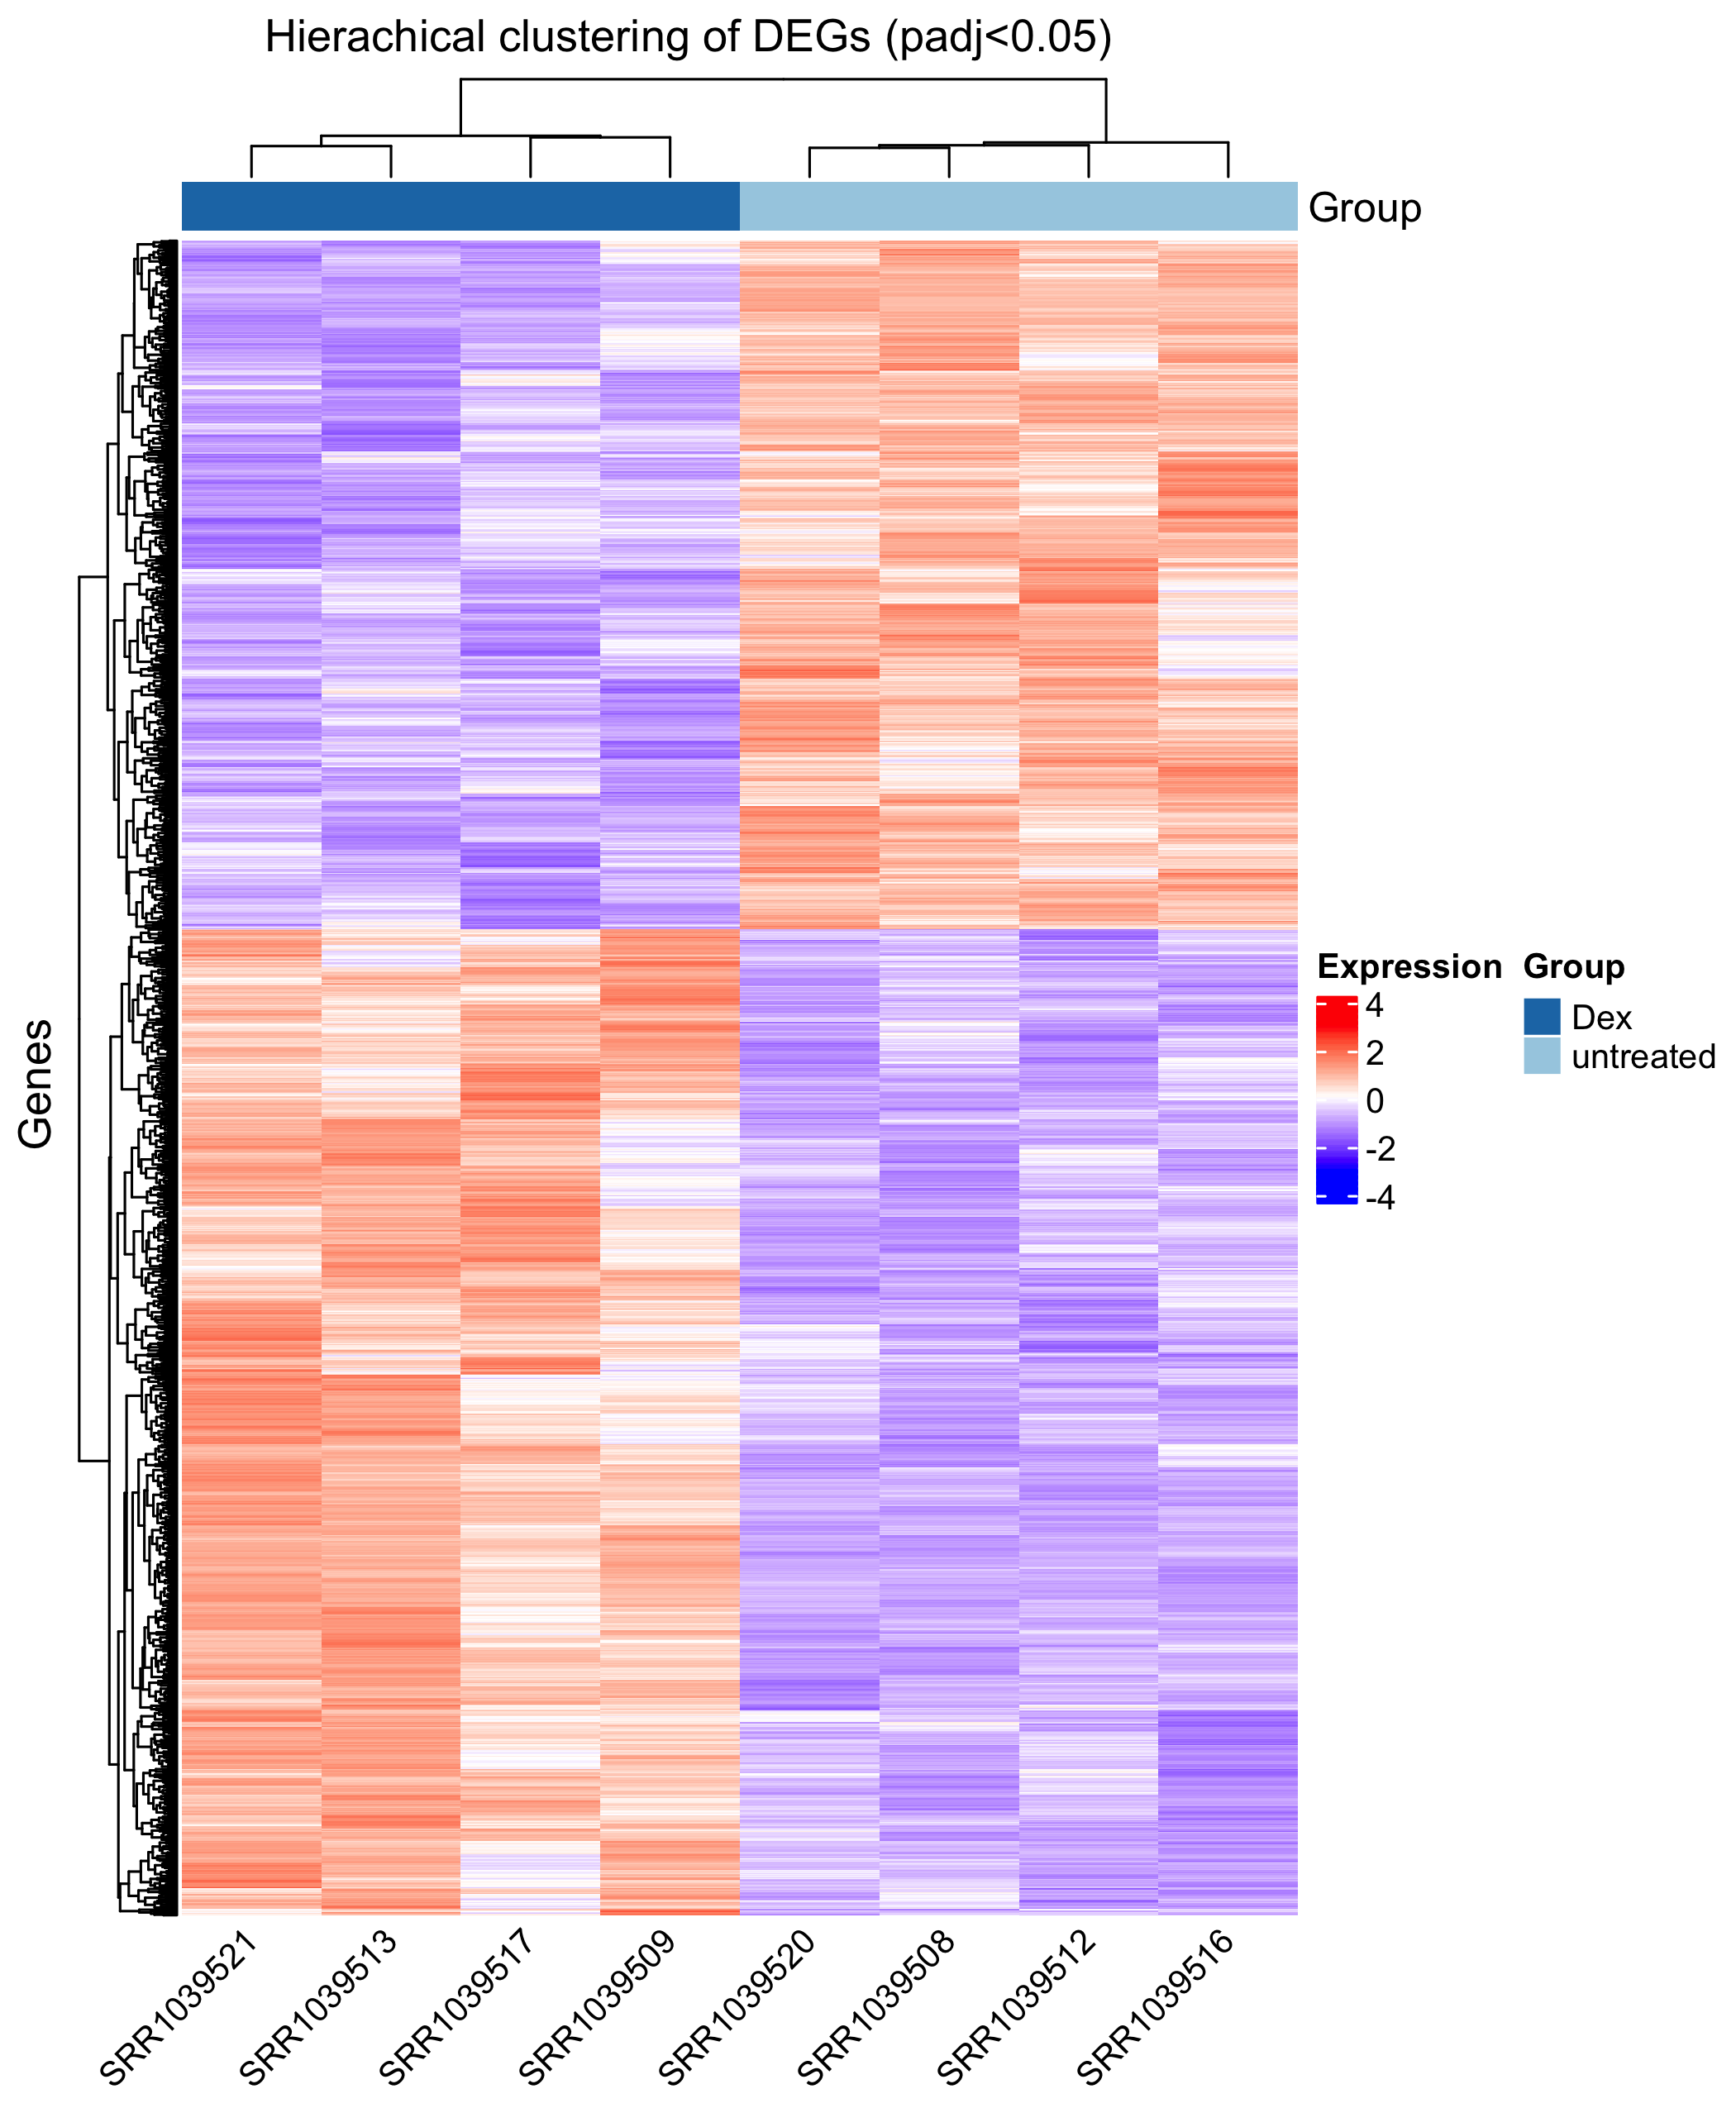 Hierachical clustering of DEGs (padj<0.05)
Group
Genes
Expression
4
2
0
-2
-4
Group
Dex
untreated
SRR1039521
SRR1039513
SRR1039517
SRR1039509
SRR1039520
SRR1039508
SRR1039512
SRR1039516